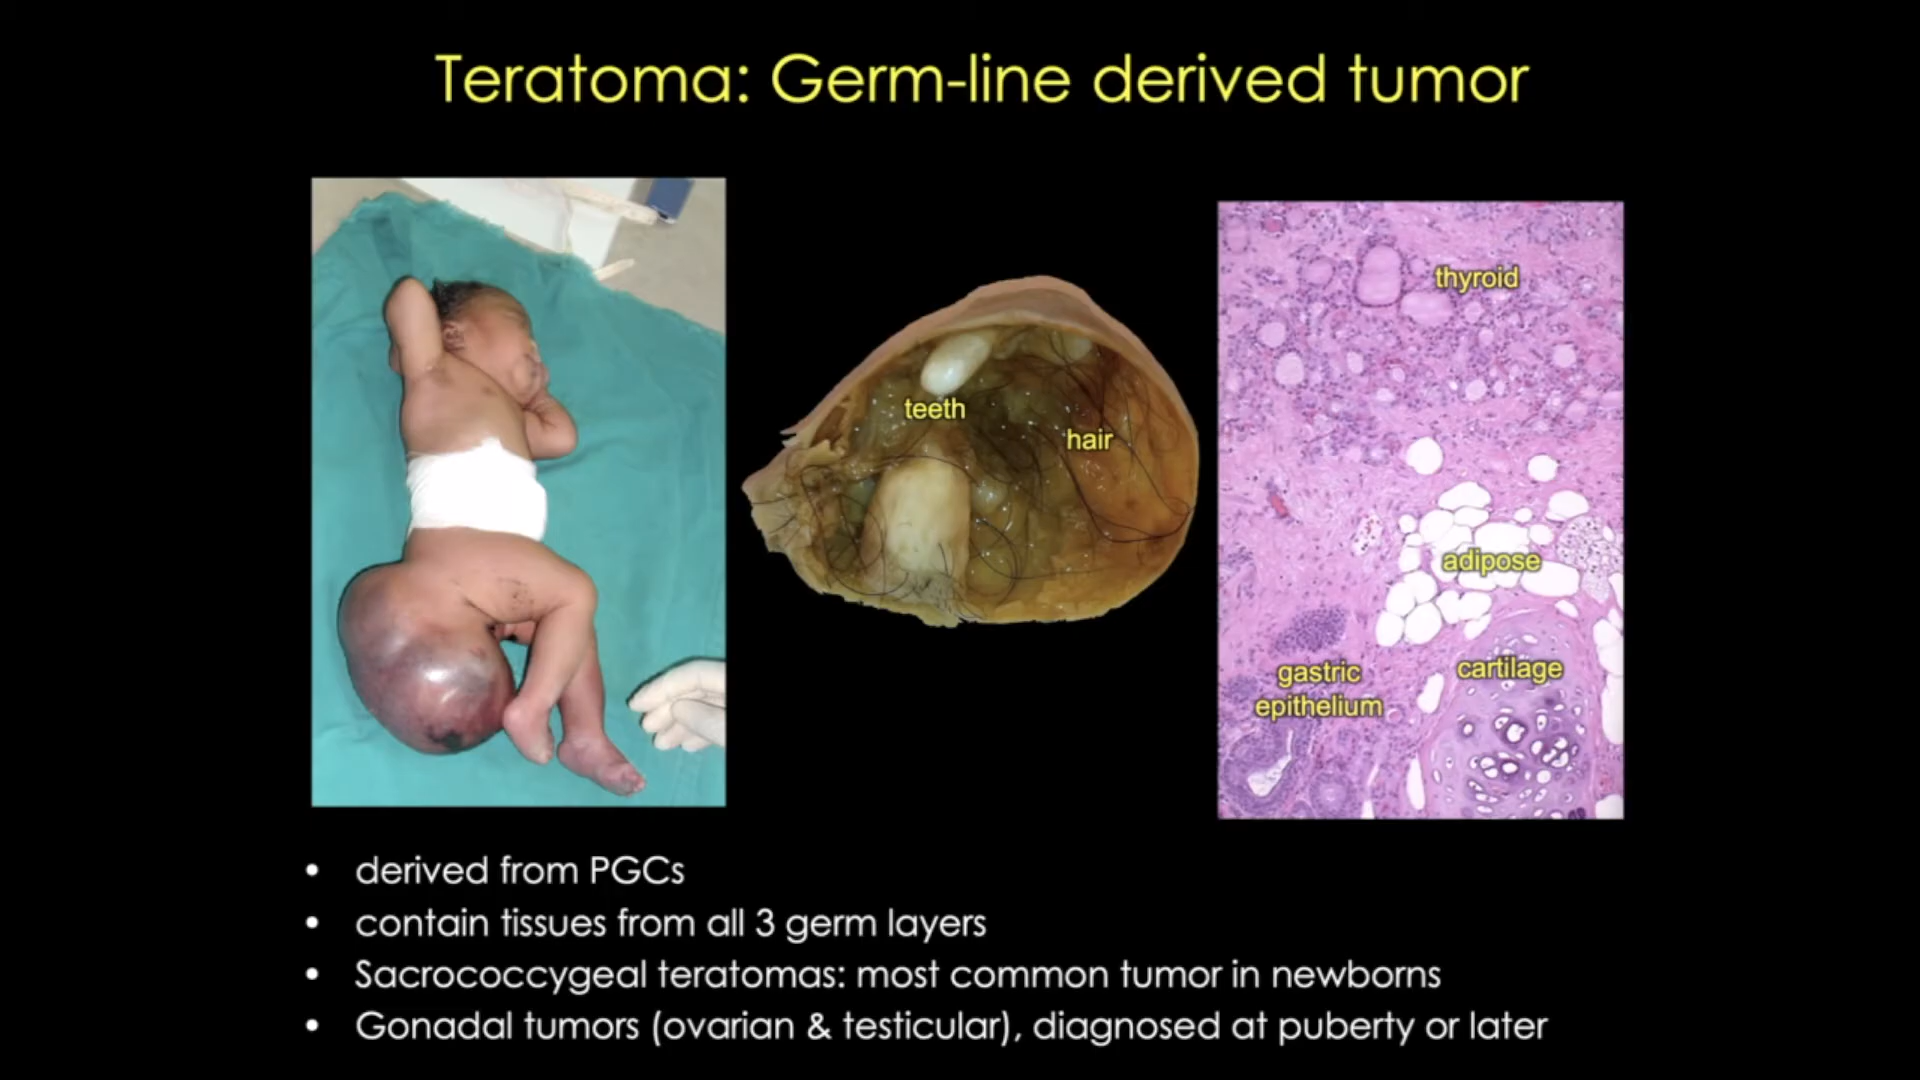 Teratoma: Germ-line derived tumor
teeth
hair
thyroid
adipose
gastric
epithelium
cartilage
• derived from PGCs
• contain tissues from all 3 germ layers
• Sacrococcygeal teratomas: most common tumor in newborns
• Gonadal tumors (ovarian & testicular), diagnosed at puberty or later